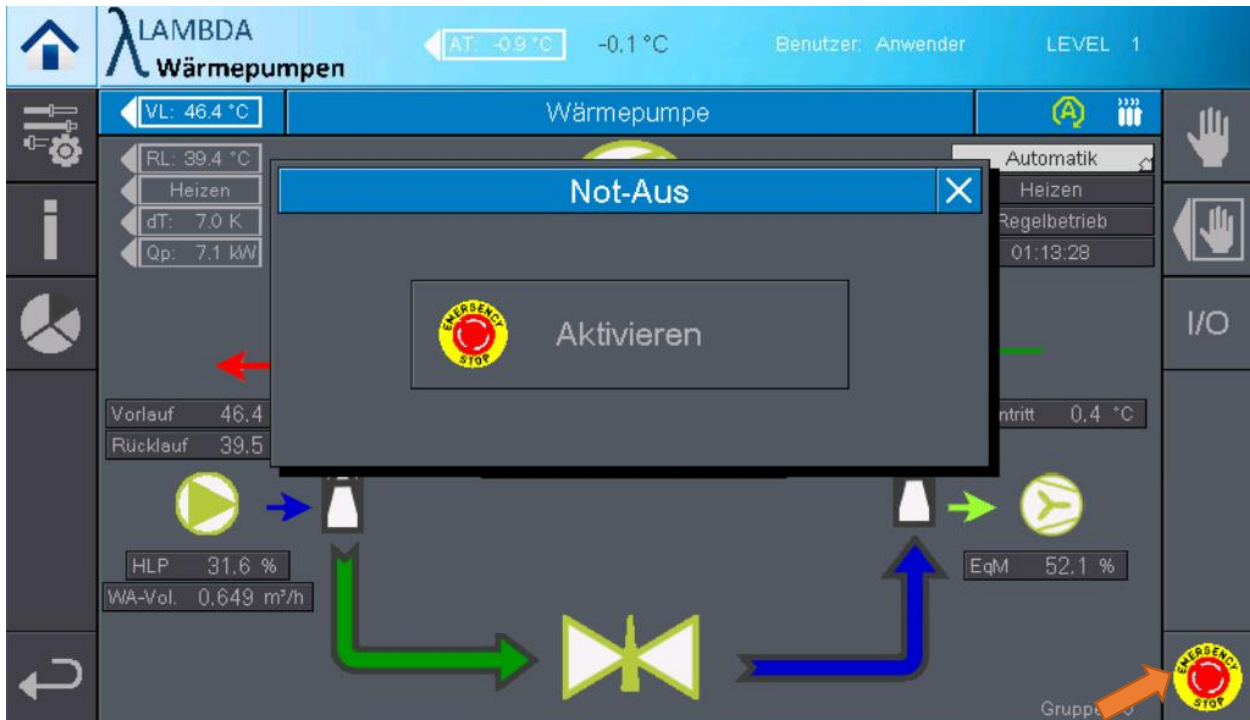 LAMBDA
Wärmepumpen
AT: -0.9 °C
-0.1 °C
Benutzer: Anwender
LEVEL 1
VL: 46.4 °C
Wärmepumpe
A
RL: 39.4 °C
Heizen
dT: 7.0 K
Qp: 7.1 kW
Automatik
Heizen
Regelbetrieb
01:13:28
Not-Aus
EMERGENCY
STOP
Aktivieren
I/O
Vorlauf 46.4
Rücklauf 39.5
ntritt 0.4 °C
HLP 31.6 %
WA-Vol. 0.649 m³/h
EqM 52.1 %
EMERGENCY
STOP